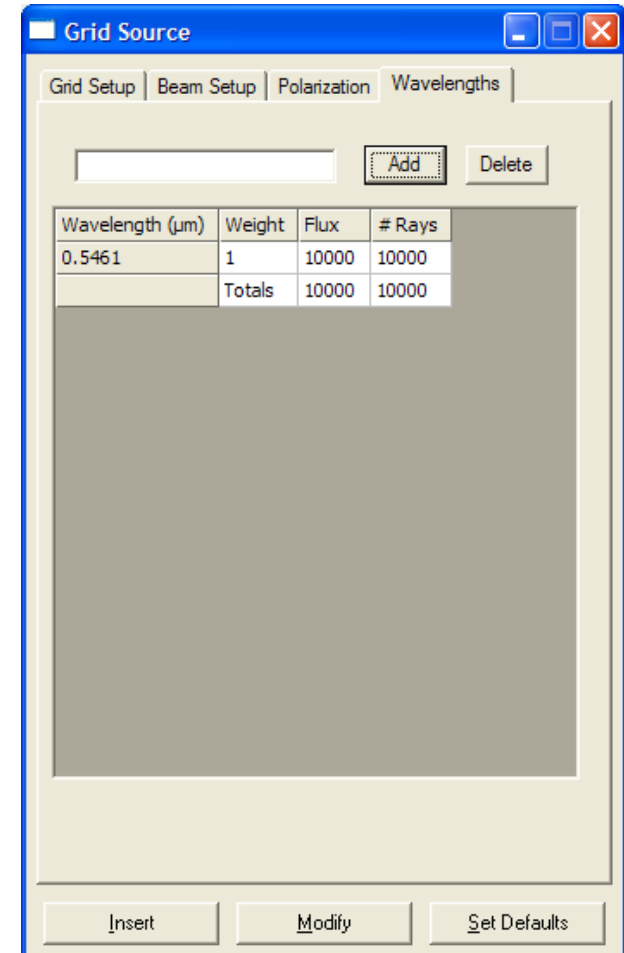 Grid Source
Grid Setup Beam Setup Polarization Wavelengths
Add Delete
Wavelength (µm) Weight Flux # Rays
0.5461 1 10000 10000
Totals 10000 10000
Insert Modify Set Defaults